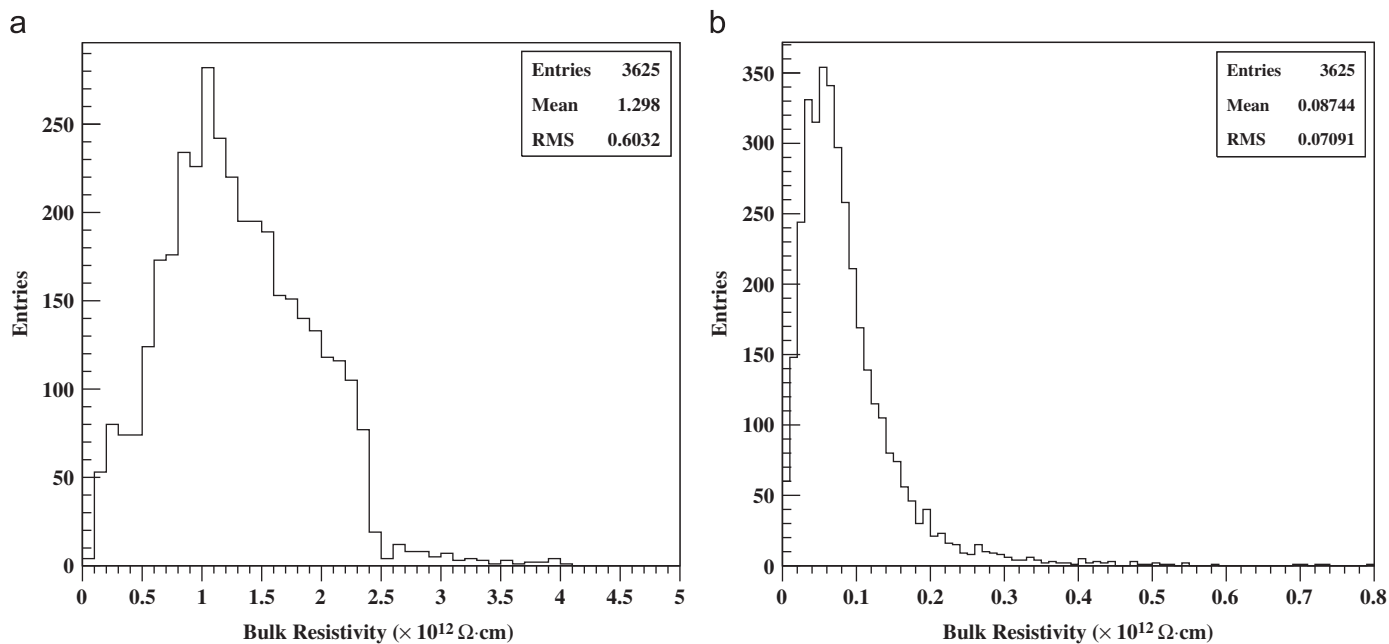 a
Entries 3625
Mean 1.298
RMS 0.6032
Entries
250
200
150
100
50
0
0 0.5 1 1.5 2 2.5 3 3.5 4 4.5 5
Bulk Resistivity (× 10¹² Ω·cm)
b
Entries 3625
Mean 0.08744
RMS 0.07091
Entries
350
300
250
200
150
100
50
0
0 0.1 0.2 0.3 0.4 0.5 0.6 0.7 0.8
Bulk Resistivity (× 10¹² Ω·cm)